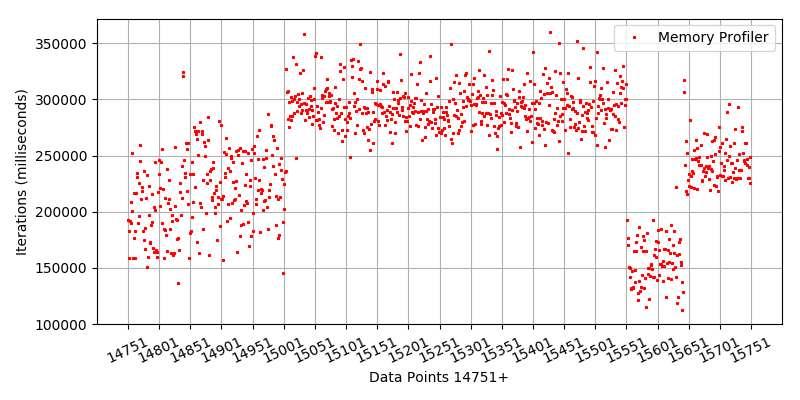 Memory Profiler
Iterations (milliseconds)
350000
300000
250000
200000
150000
100000
14751 14801 14851 14901 14951 15001 15051 15101 15151 15201 15251 15301 15351 15401 15451 15501 15551 15601 15651 15701 15751
Data Points 14751+